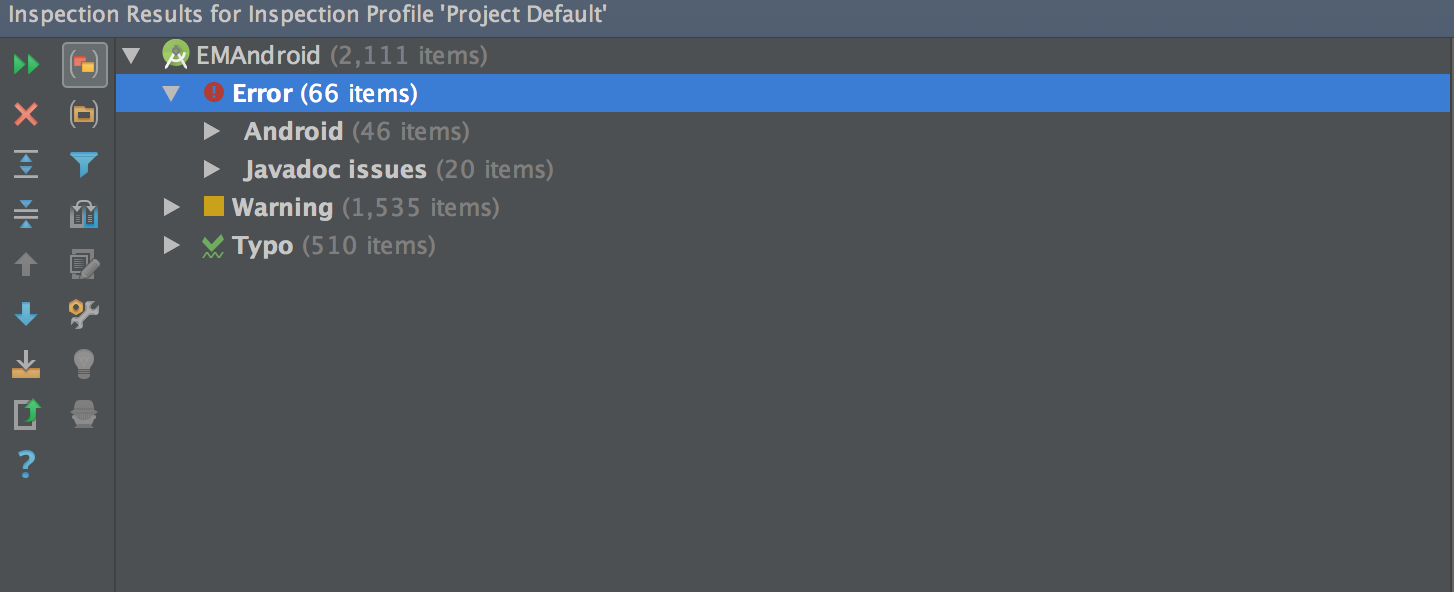 Inspection Results for Inspection Profile 'Project Default'
EMAndroid (2,111 items)
Error (66 items)
Android (46 items)
Javadoc issues (20 items)
Warning (1,535 items)
Typo (510 items)